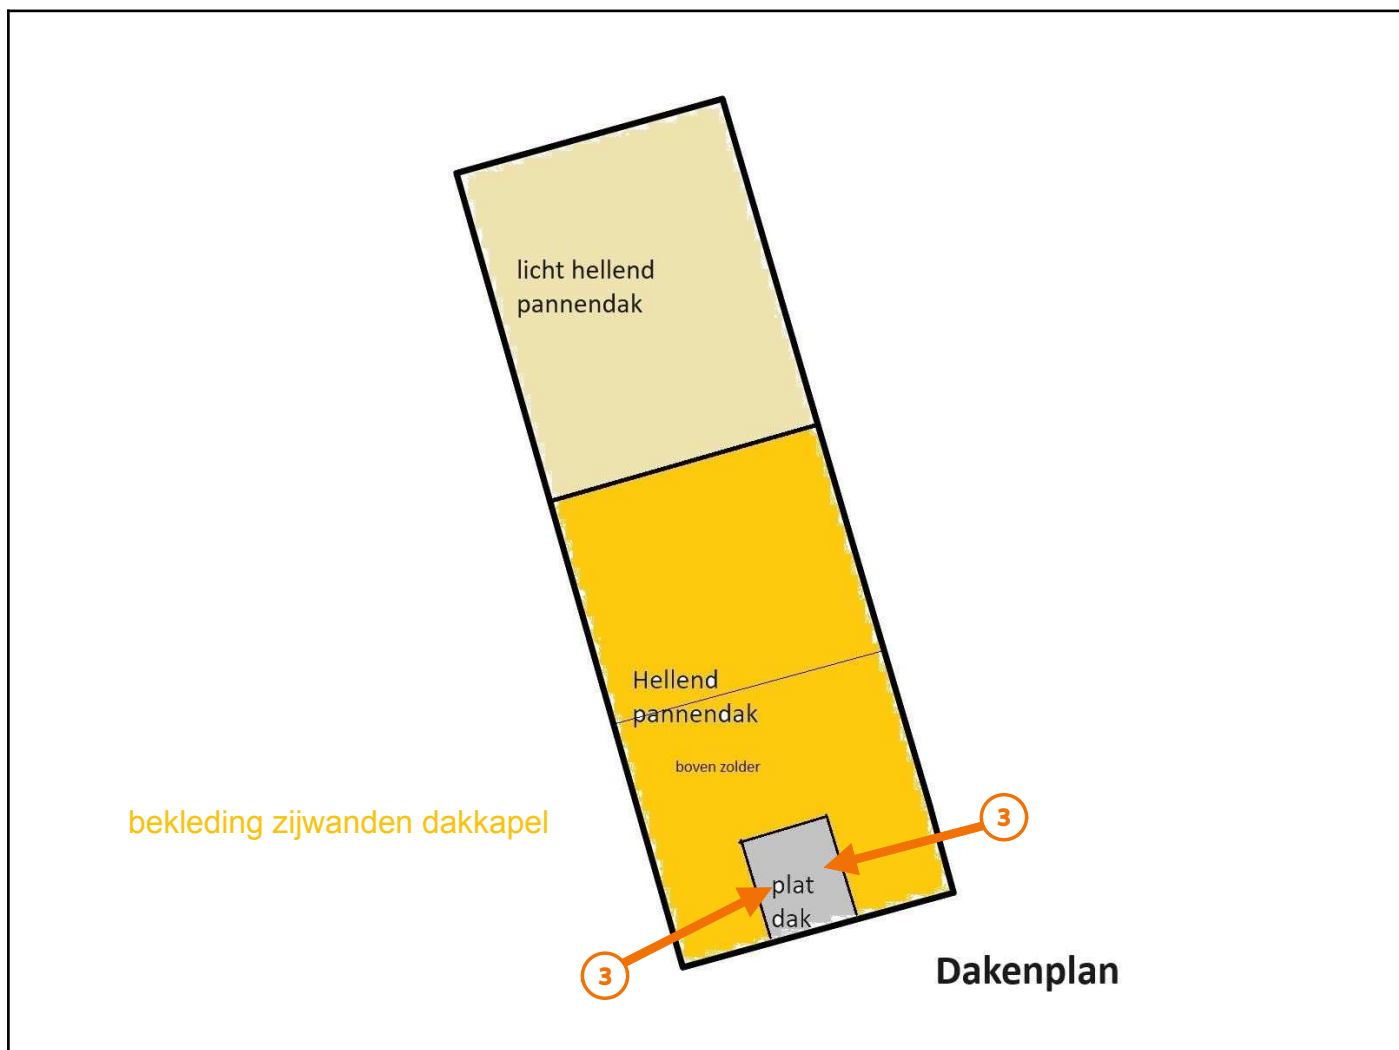 licht hellend
pannendak
Hellend
pannendak
boven zolder
bekleding zijwanden dakkapel
3
plat
dak
3
Dakenplan